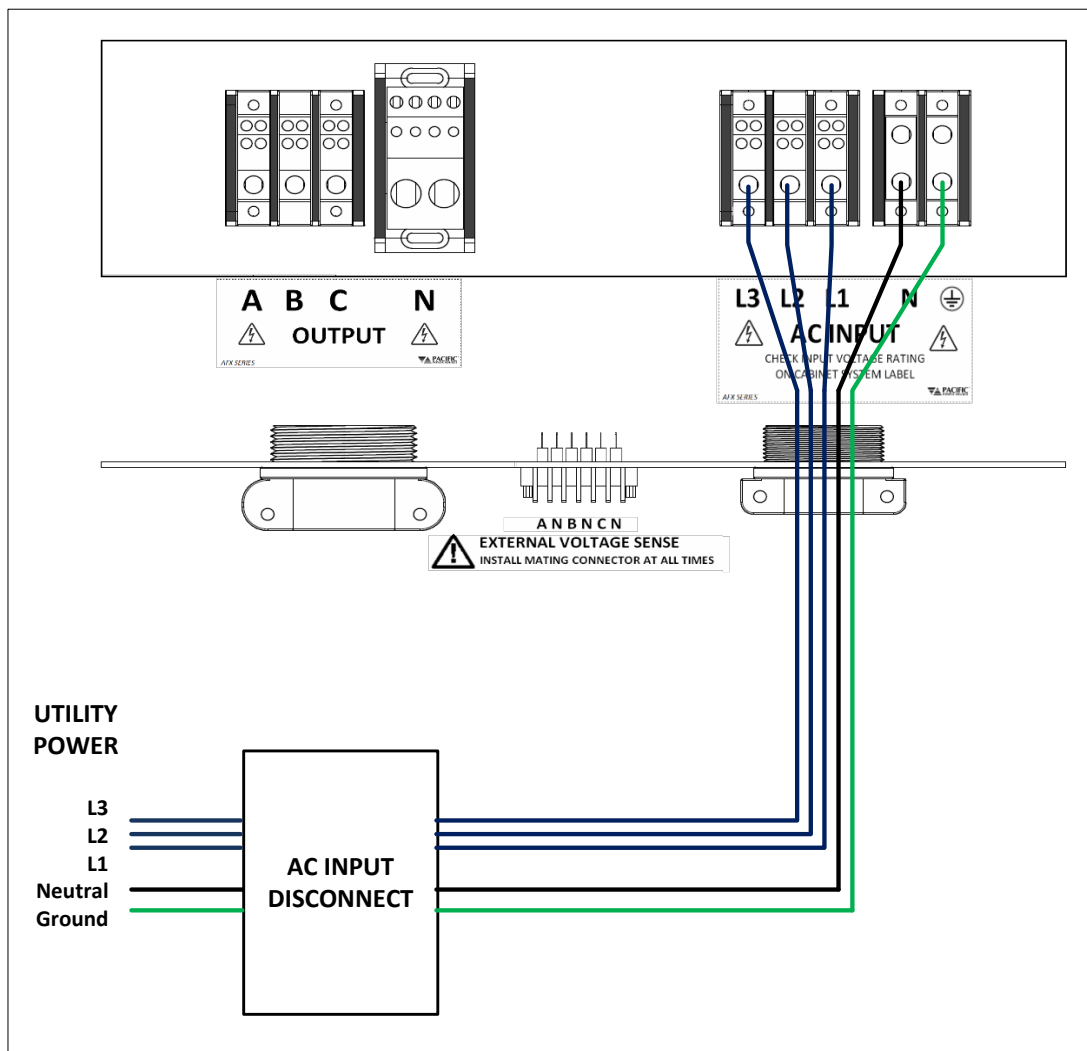 A B C N
OUTPUT
AFX SERIES
PACIFIC
L3 L2 L1 N
AC INPUT
CHECK INPUT VOLTAGE RATING
ON CABINET SYSTEM LABEL
AFX SERIES
PACIFIC
A N B N C N
EXTERNAL VOLTAGE SENSE
INSTALL MATING CONNECTOR AT ALL TIMES
UTILITY
POWER
L3
L2
L1
Neutral
Ground
AC INPUT
DISCONNECT